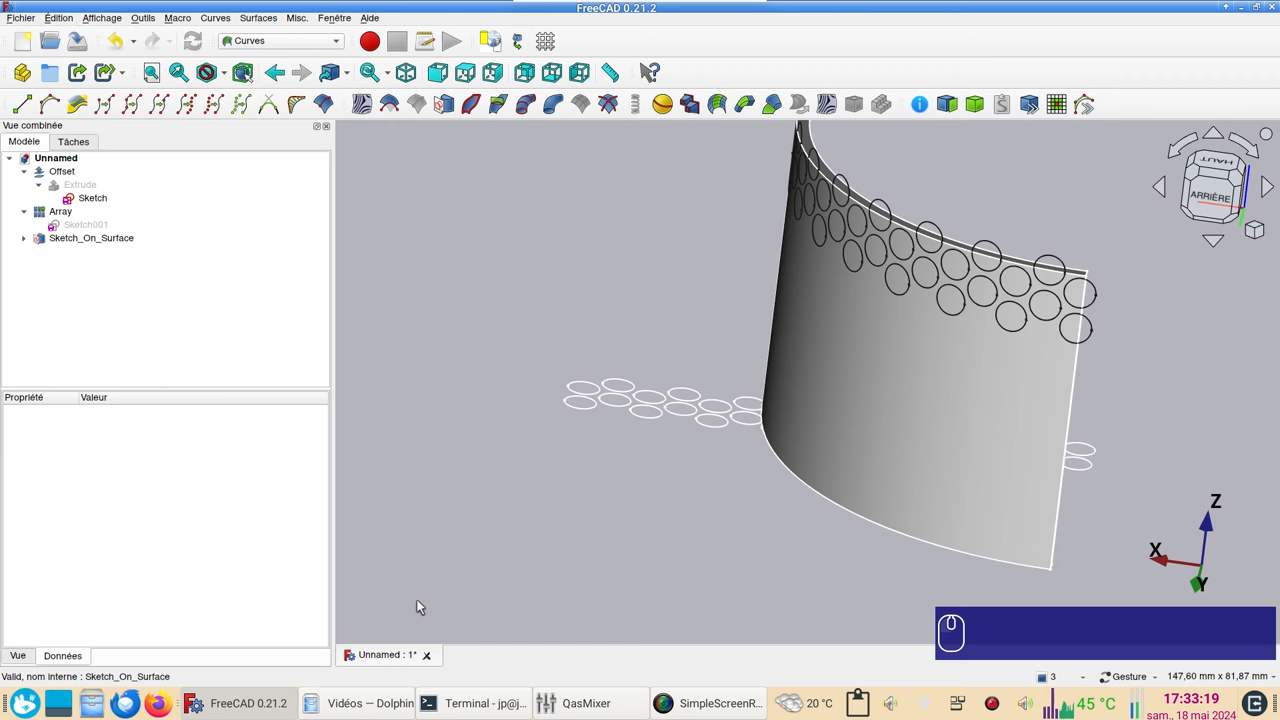 FreeCAD 0.21.2
Fichier Édition Affichage Outils Macro Curves Surfaces Misc. Fenêtre Aide
Curves
Vue combinée
Modèle Tâches
Unnamed
Offset
Extrude
Sketch
Array
Sketch001
Sketch_On_Surface
HAUT
ARRIÈRE
Propriété Valeur
Z
X
Y
Vue Données
Unnamed : 1*
Valid, nom interne : Sketch_On_Surface
3 Gesture 147,60 mm x 81,87 mm
FreeCAD 0.21.2 Vidéos — Dolphin Terminal - jp@j... QasMixer SimpleScreenR... 20 °C 45 °C
17:33:19
sam., 18 mai 2024